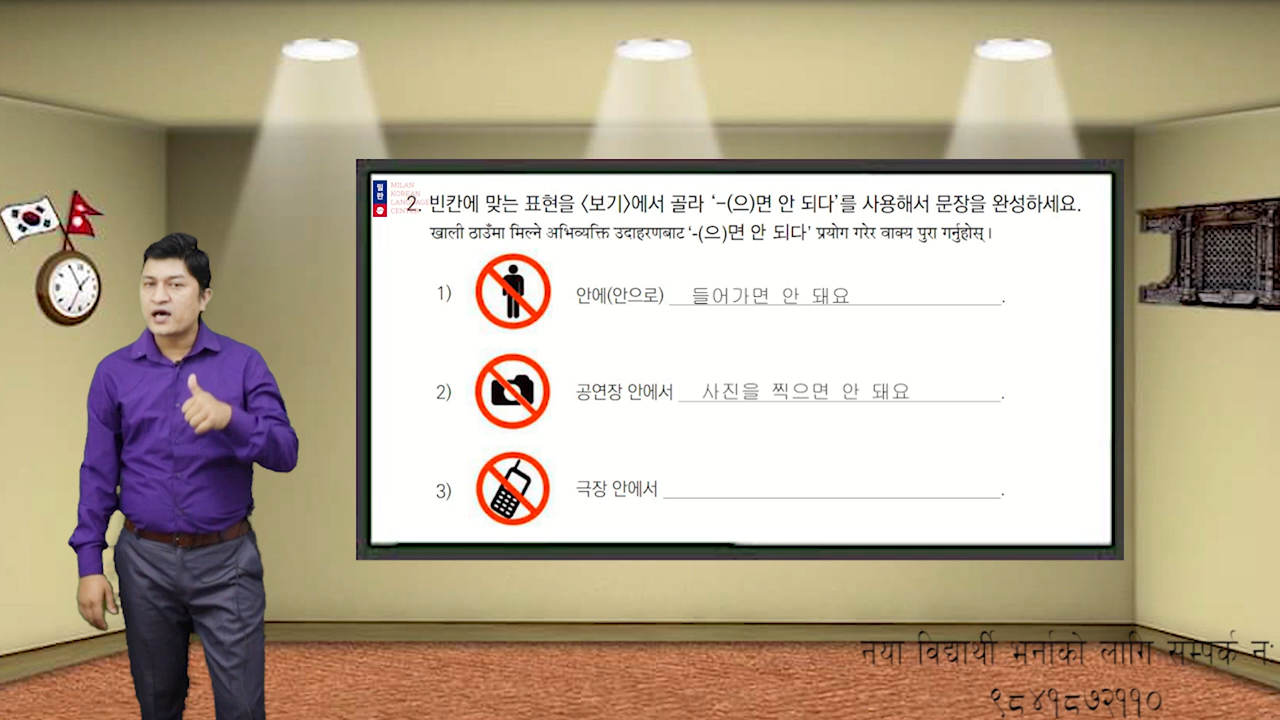 밀란
MILAN
KOREAN
LANGUAGE
CENTER
2. 빈칸에 맞는 표현을 〈보기〉에서 골라 ‘-(으)면 안 되다’를 사용해서 문장을 완성하세요.
खाली ठाउँमा मिल्ने अभिव्यक्ति उदाहरणबाट ‘-(으)면 안 되다’ प्रयोग गरेर वाक्य पुरा गर्नुहोस् ।
1) 안에(안으로) 들어가면 안 돼요.
2) 공연장 안에서 사진을 찍으면 안 돼요.
3) 극장 안에서 .
नया विद्यार्थी भर्नाको लागि सम्पर्क न:
९८४१८७२११०